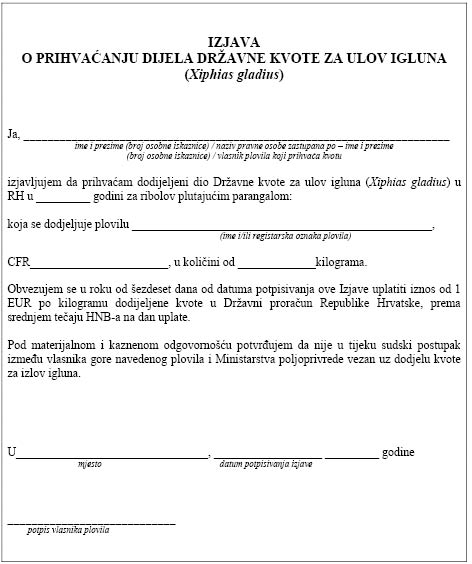 IZJAVA
O PRIHVAĆANJU DIJELA DRŽAVNE KVOTE ZA ULOV IGLUNA
(Xiphias gladius)
Ja, ___________________________________________________________________________
ime i prezime (broj osobne iskaznice) / naziv pravne osobe zastupana po – ime i prezime
(broj osobne iskaznice) / vlasnik plovila koji prihvaća kvotu
izjavljujem da prihvaćam dodijeljeni dio Državne kvote za ulov igluna (Xiphias gladius) u
RH u _________ godini za ribolov plutajućim parangalom:
koja se dodjeljuje plovilu __________________________________________________,
(ime i/ili registarska oznaka plovila)
CFR_______________________, u količini od _____________kilograma.
Obvezujem se u roku od šezdeset dana od datuma potpisivanja ove Izjave uplatiti iznos od 1
EUR po kilogramu dodijeljene kvote u Državni proračun Republike Hrvatske, prema
srednjem tečaju HNB-a na dan uplate.
Pod materijalnom i kaznenom odgovornošću potvrđujem da nije u tijeku sudski postupak
između vlasnika gore navedenog plovila i Ministarstva poljoprivrede vezan uz dodjelu kvote
za izlov igluna.
U________________________________, __________________ _________ godine
mjesto datum potpisivanja izjave
____________________________
potpis vlasnika plovila